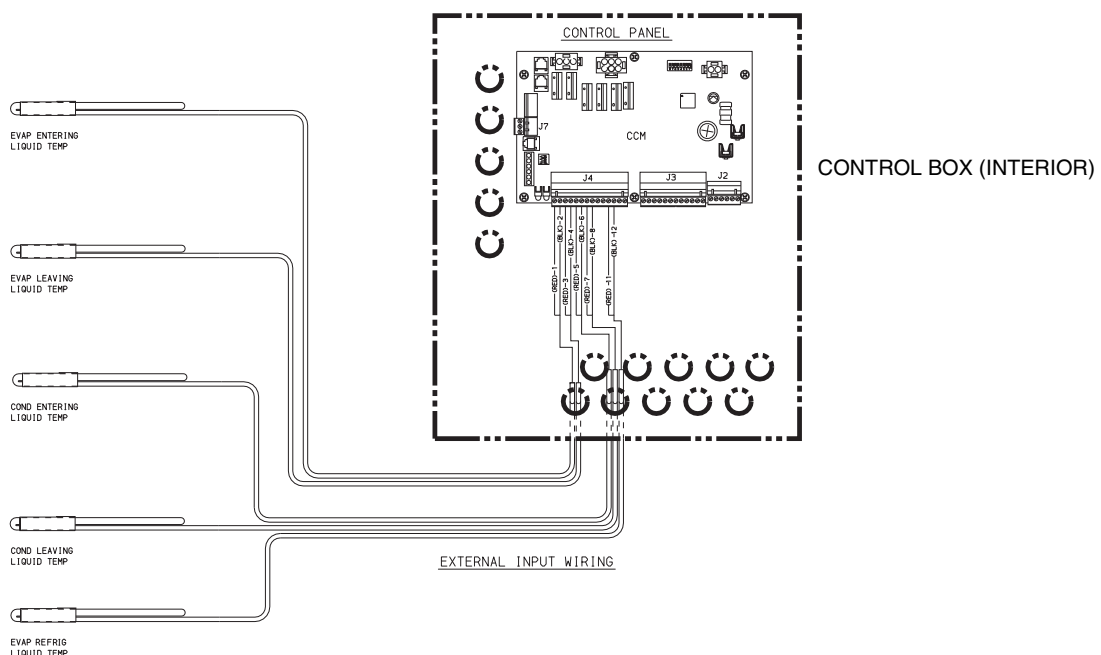 CONTROL PANEL
J7
CCM
J4
J3
J2
CONTROL BOX (INTERIOR)
(RED)-1
(BLK)-2
(RED)-3
(BLK)-4
(RED)-5
(BLK)-6
(RED)-7
(BLK)-8
(RED)-11
(BLK)-12
EVAP ENTERING
LIQUID TEMP
EVAP LEAVING
LIQUID TEMP
COND ENTERING
LIQUID TEMP
COND LEAVING
LIQUID TEMP
EVAP REFRIG
LIQUID TEMP
EXTERNAL INPUT WIRING